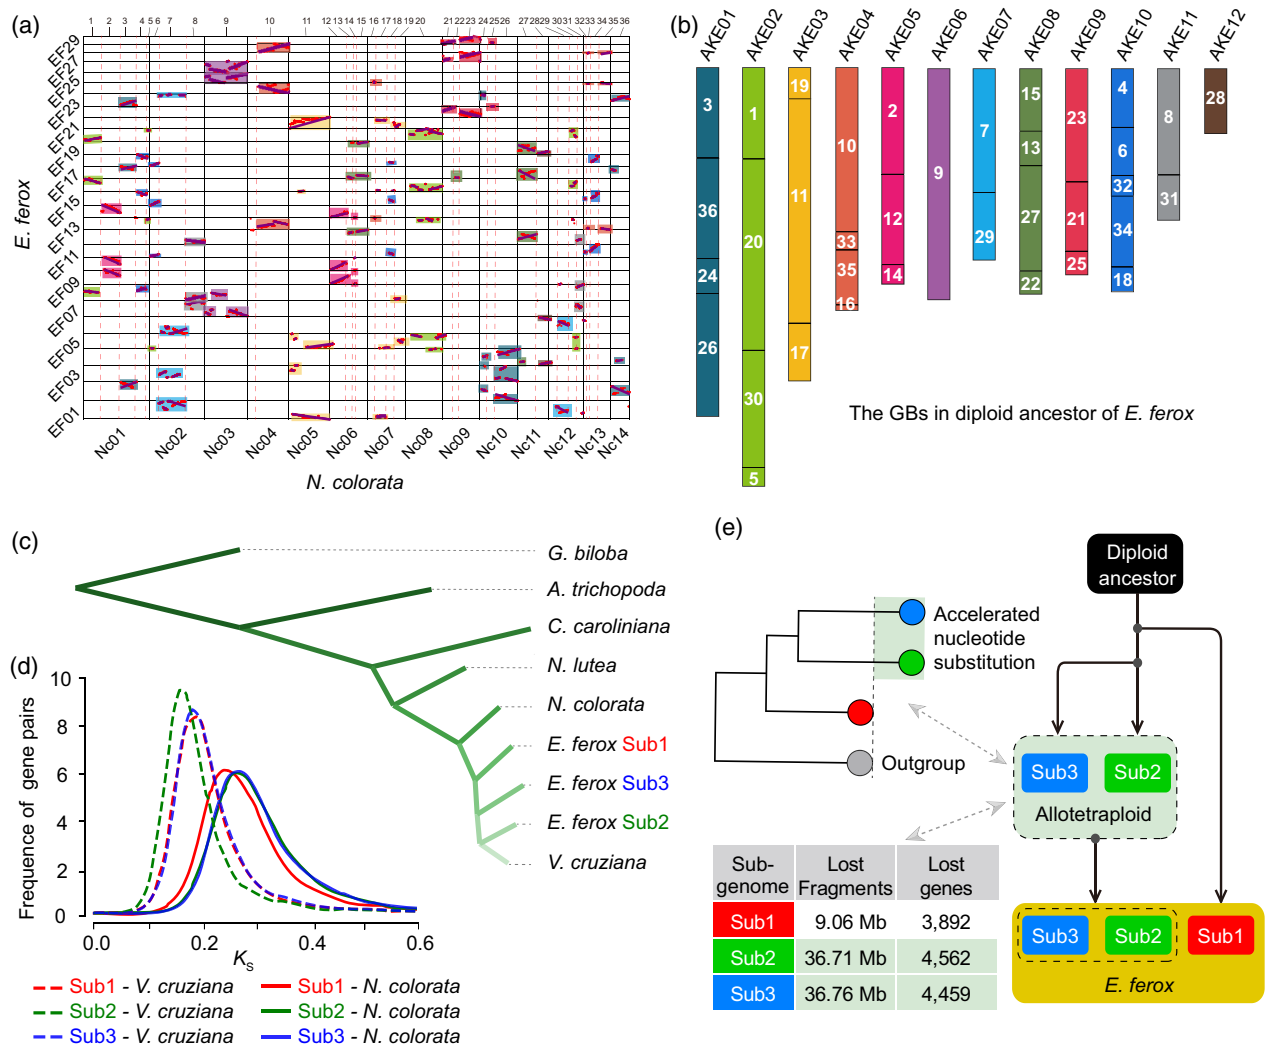 (a)
1 2 3 4 5 6 7 8 9 10 11 12 13 14 15 16 17 18 19 20 21 22 23 24 25 26 27 28 29 30 31 32 33 34 35 36
EF29
EF27
EF25
EF23
EF21
EF19
EF17
EF15
EF13
EF11
EF09
EF07
EF05
EF03
EF01
E. ferox
Nc01 Nc02 Nc03 Nc04 Nc05 Nc06 Nc07 Nc08 Nc09 Nc10 Nc11 Nc12 Nc13 Nc14
N. colorata
(b)
AKE01 AKE02 AKE03 AKE04 AKE05 AKE06 AKE07 AKE08 AKE09 AKE10 AKE11 AKE12
3 36 24 26
1 20 30 5
19 11 17
10 33 35 16
2 12 14
9
7 29
15 13 27 22
23 21 25
4 6 32 34 18
8 31
28
The GBs in diploid ancestor of E. ferox
(c)
G. biloba
A. trichopoda
C. caroliniana
N. lutea
N. colorata
E. ferox Sub1
E. ferox Sub3
E. ferox Sub2
V. cruziana
(d)
Frequence of gene pairs
10
8
6
4
2
0
0.0 0.2 0.4 0.6
KS
Sub1 - V. cruziana
Sub2 - V. cruziana
Sub3 - V. cruziana
Sub1 - N. colorata
Sub2 - N. colorata
Sub3 - N. colorata
(e)
Diploid
ancestor
Accelerated
nucleotide
substitution
Outgroup
Sub3 Sub2
Allotetraploid
Sub3 Sub2 Sub1
E. ferox
Sub-genome Lost Fragments Lost genes
Sub1 9.06 Mb 3,892
Sub2 36.71 Mb 4,562
Sub3 36.76 Mb 4,459